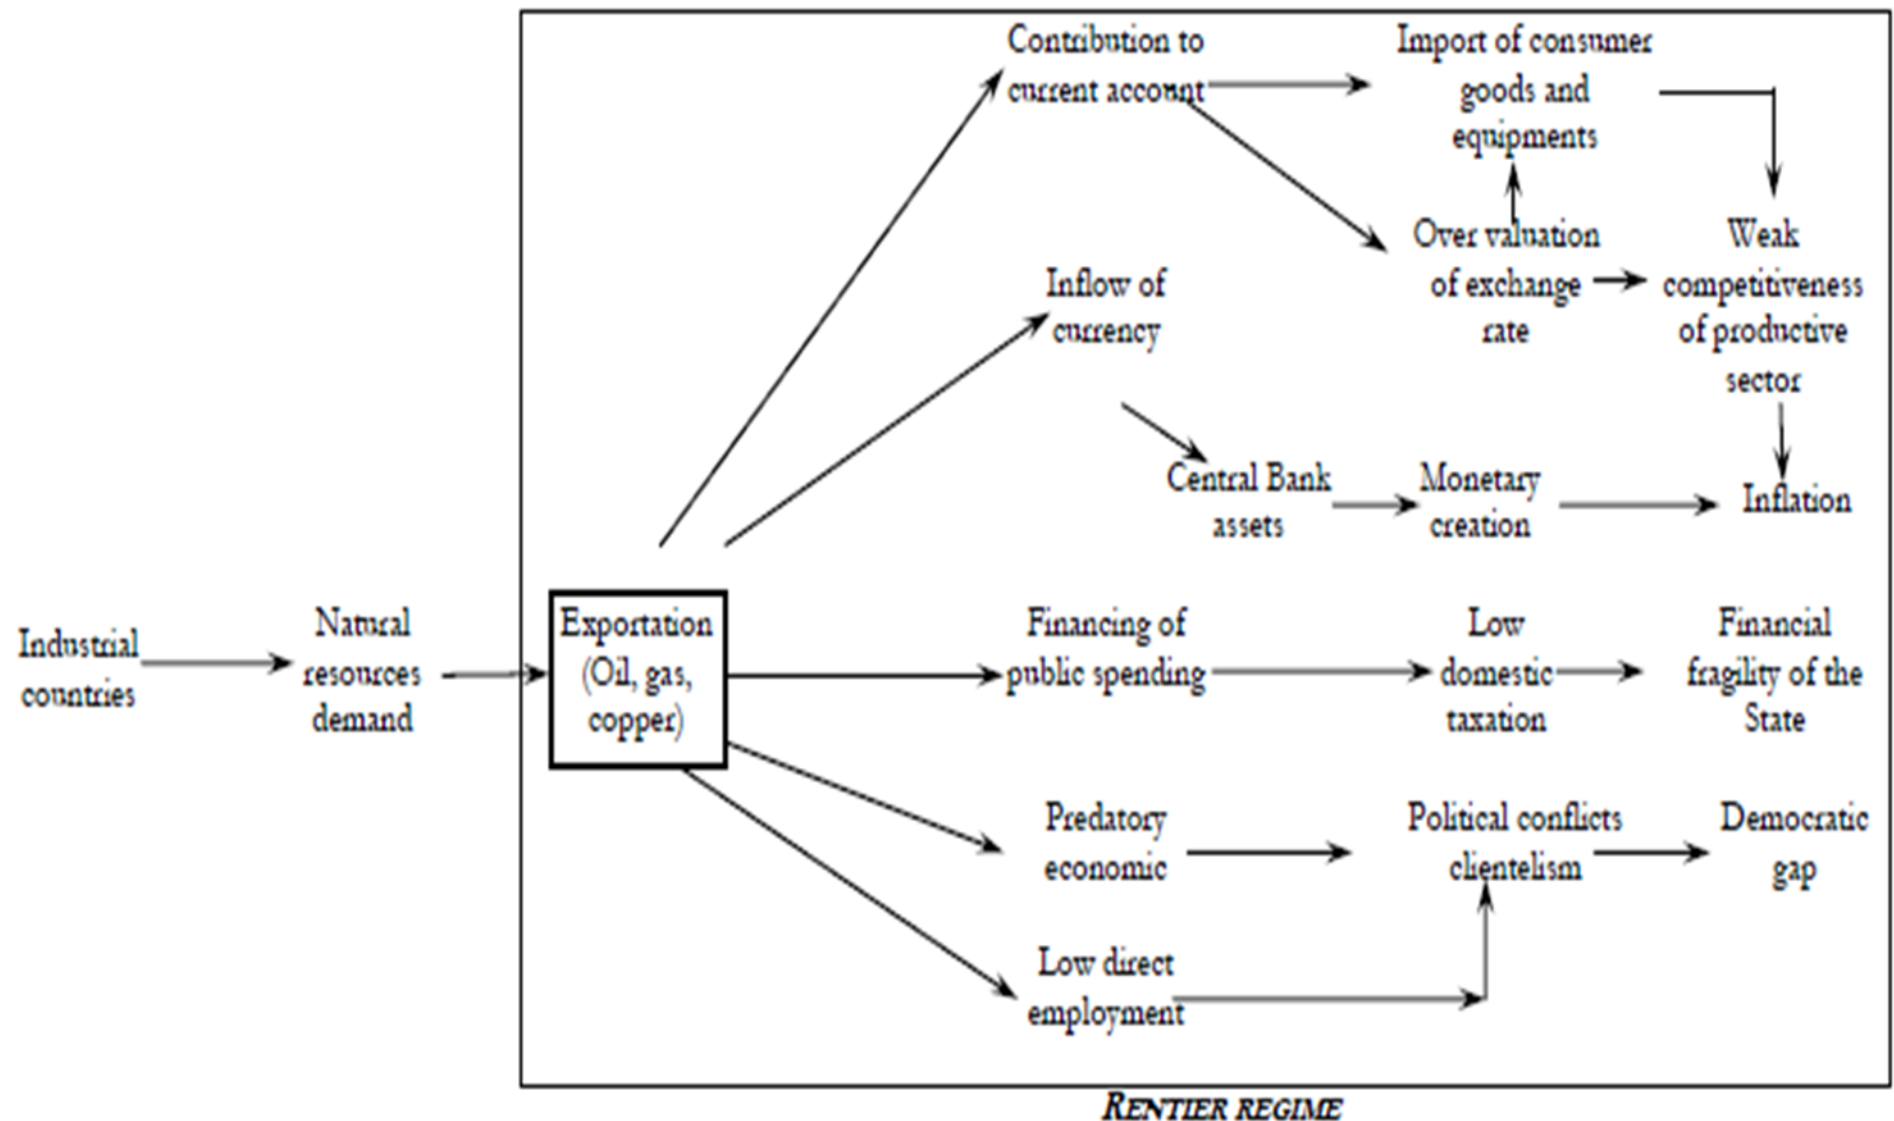 Contribution to
current account
Import of consumer
goods and
equipments
Inflow of
currency
Over valuation
of exchange
rate
Weak
competitiveness
of productive
sector
Central Bank
assets
Monetary
creation
Inflation
Industrial
countries
Natural
resources
demand
Exportation
(Oil, gas,
copper)
Financing of
public spending
Low
domestic
taxation
Financial
fragility of the
State
Predatory
economic
Political conflicts
clientelism
Democratic
gap
Low direct
employment
RENTIER REGIME